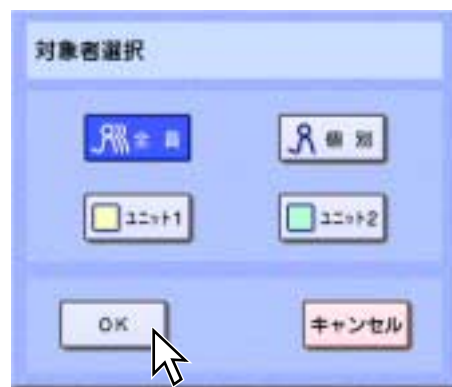 対象者選択
全 員
個 別
ユニット1
ユニット2
OK
キャンセル